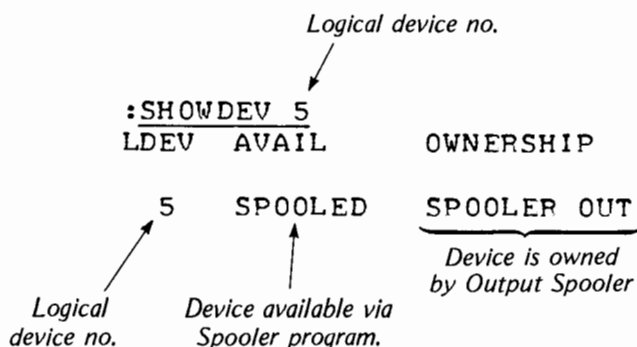 Logical device no.
:SHOWDEV 5
LDEV AVAIL OWNERSHIP
5 SPOOLED SPOOLER OUT
Device is owned
by Output Spooler
Logical
device no.
Device available via
Spooler program.